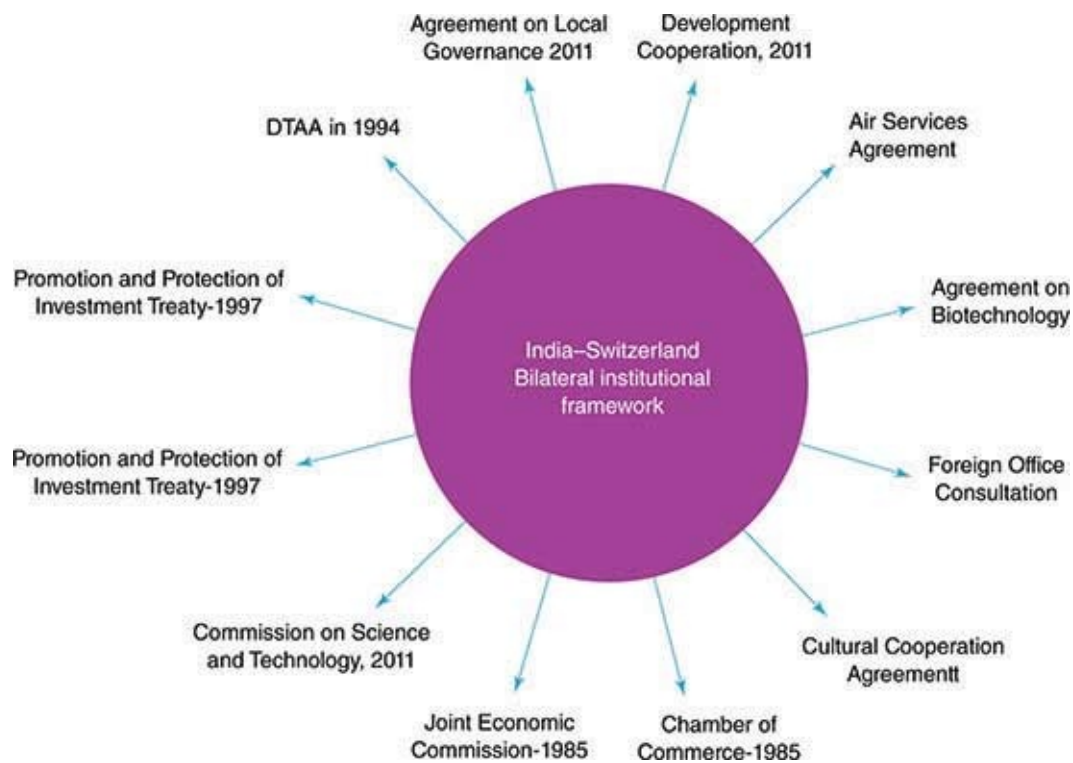 Agreement on Local
Governance 2011
Development
Cooperation, 2011
DTAA in 1994
Air Services
Agreement
Promotion and Protection of
Investment Treaty-1997
Agreement on
Biotechnology
India–Switzerland
Bilateral institutional
framework
Promotion and Protection of
Investment Treaty-1997
Foreign Office
Consultation
Commission on Science
and Technology, 2011
Cultural Cooperation
Agreementt
Joint Economic
Commission-1985
Chamber of
Commerce-1985